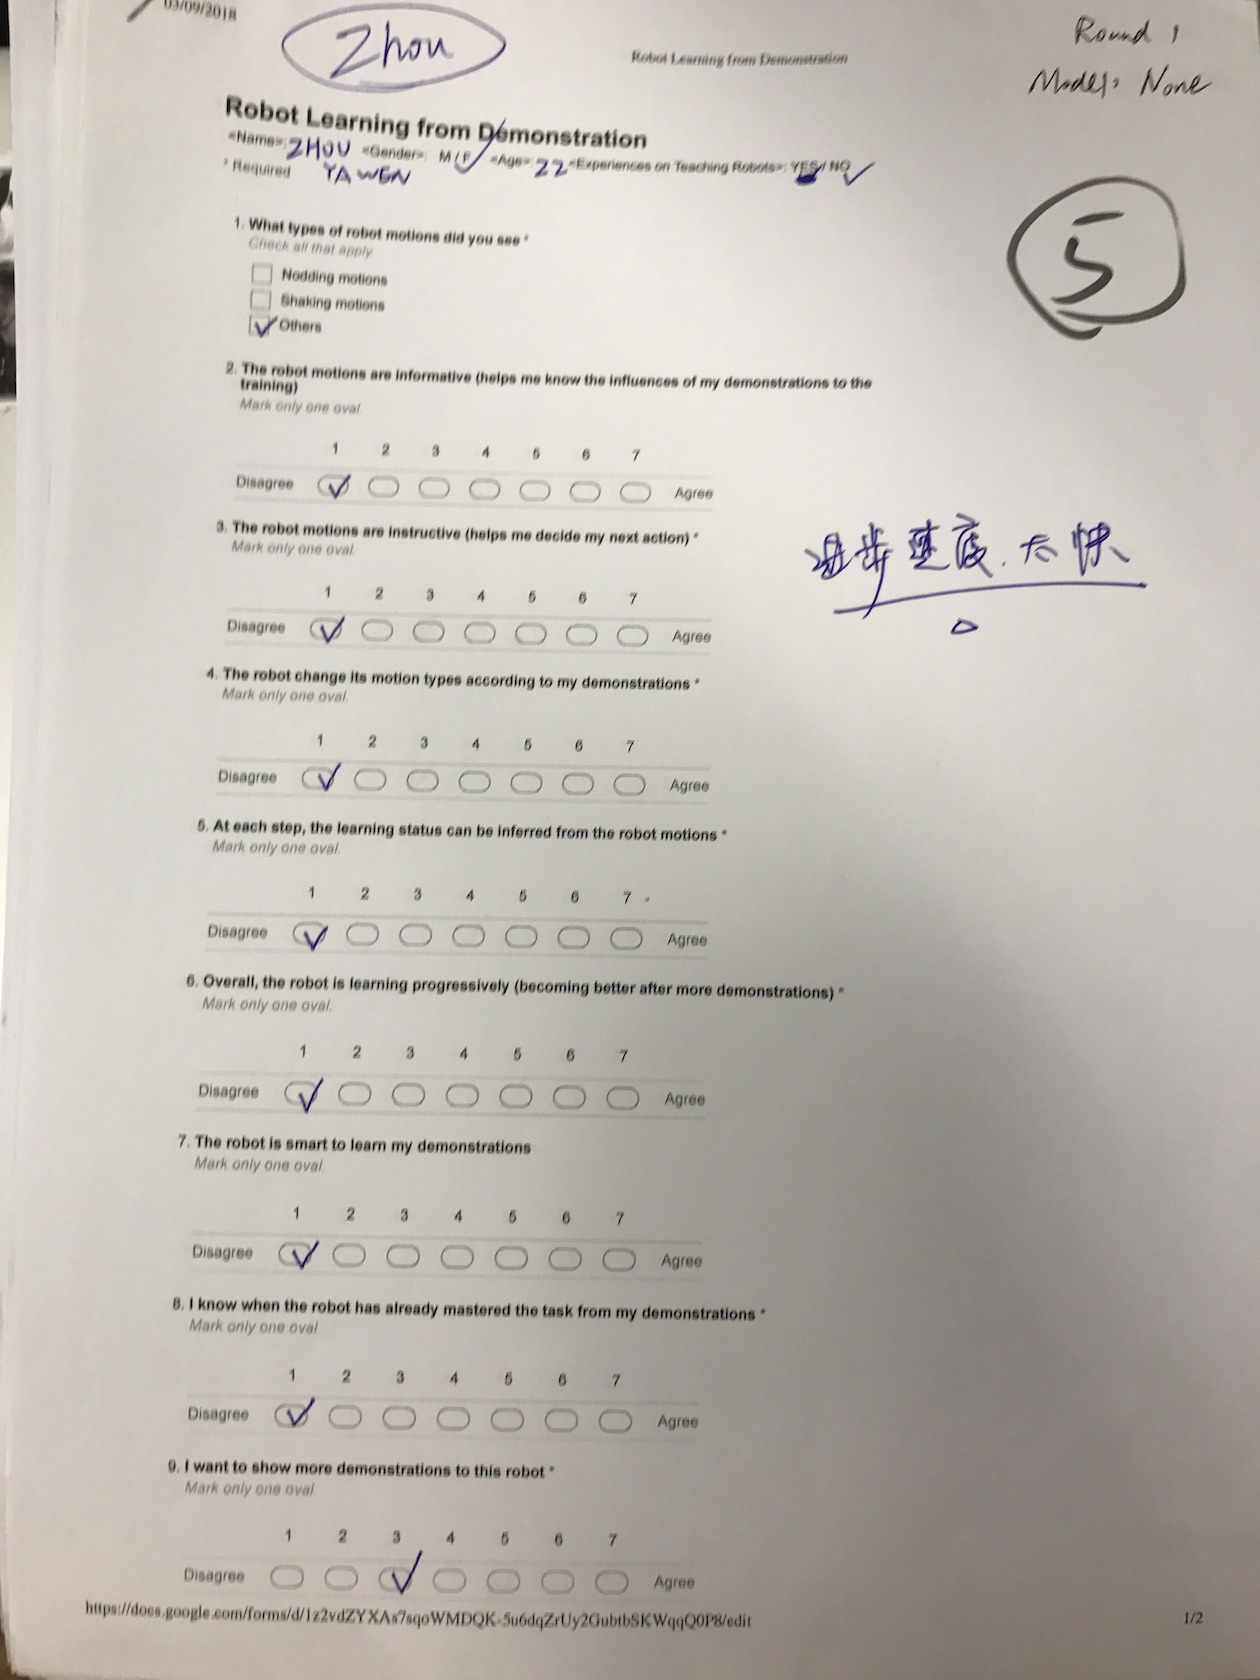 03/09/2018
Zhou
Robot Learning from Demonstration
Round 1
Model: None
Robot Learning from Demonstration
<Name>: ZHOU YAWEN <Gender>: M / F <Age>: 22 <Experiences on Teaching Robots>: YES / NO
* Required
5
1. What types of robot motions did you see *
Check all that apply.
Nodding motions
Shaking motions
Others
2. The robot motions are informative (helps me know the influences of my demonstrations to the
training)
Mark only one oval.
1 2 3 4 5 6 7
Disagree Agree
3. The robot motions are instructive (helps me decide my next action) *
Mark only one oval.
进步速度太快
1 2 3 4 5 6 7
Disagree Agree
4. The robot change its motion types according to my demonstrations *
Mark only one oval.
1 2 3 4 5 6 7
Disagree Agree
5. At each step, the learning status can be inferred from the robot motions *
Mark only one oval.
1 2 3 4 5 6 7
Disagree Agree
6. Overall, the robot is learning progressively (becoming better after more demonstrations) *
Mark only one oval.
1 2 3 4 5 6 7
Disagree Agree
7. The robot is smart to learn my demonstrations
Mark only one oval.
1 2 3 4 5 6 7
Disagree Agree
8. I know when the robot has already mastered the task from my demonstrations *
Mark only one oval.
1 2 3 4 5 6 7
Disagree Agree
9. I want to show more demonstrations to this robot *
Mark only one oval.
1 2 3 4 5 6 7
Disagree Agree
https://docs.google.com/forms/d/1z2vdZYXAs7sqoWMDQK-5u6dqZrUy2GubtbSKWqqQ0P8/edit
1/2